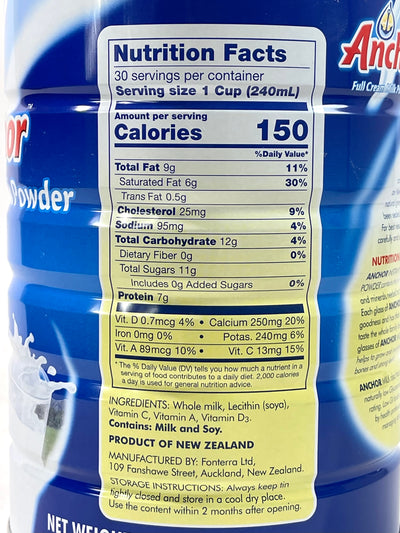 Nutrition Facts
30 servings per container
Serving size 1 Cup (240mL)
Amount per serving
Calories 150
%Daily Value*
Total Fat 9g 11%
Saturated Fat 6g 30%
Trans Fat 0.5g
Cholesterol 25mg 9%
Sodium 95mg 4%
Total Carbohydrate 12g 4%
Dietary Fiber 0g 0%
Total Sugars 11g
Includes 0g Added Sugars 0%
Protein 7g
Vit. D 0.7mcg 4% • Calcium 250mg 20%
Iron 0mg 0% • Potas. 240mg 6%
Vit. A 89mcg 10% • Vit. C 13mg 15%
*The % Daily Value (DV) tells you how much a nutrient in a
serving of food contributes to a daily diet. 2,000 calories
a day is used for general nutrition advice.
INGREDIENTS: Whole milk, Lecithin (soya),
Vitamin C, Vitamin A, Vitamin D3.
Contains: Milk and Soy.
PRODUCT OF NEW ZEALAND
MANUFACTURED BY: Fonterra Ltd,
109 Fanshawe Street, Auckland, New Zealand.
STORAGE INSTRUCTIONS: Always keep tin
tightly closed and store in a cool dry place.
Use the content within 2 months after opening.
or
Powder
NET WEIGH
Anch
Full Cream Milk P
NUTRITION